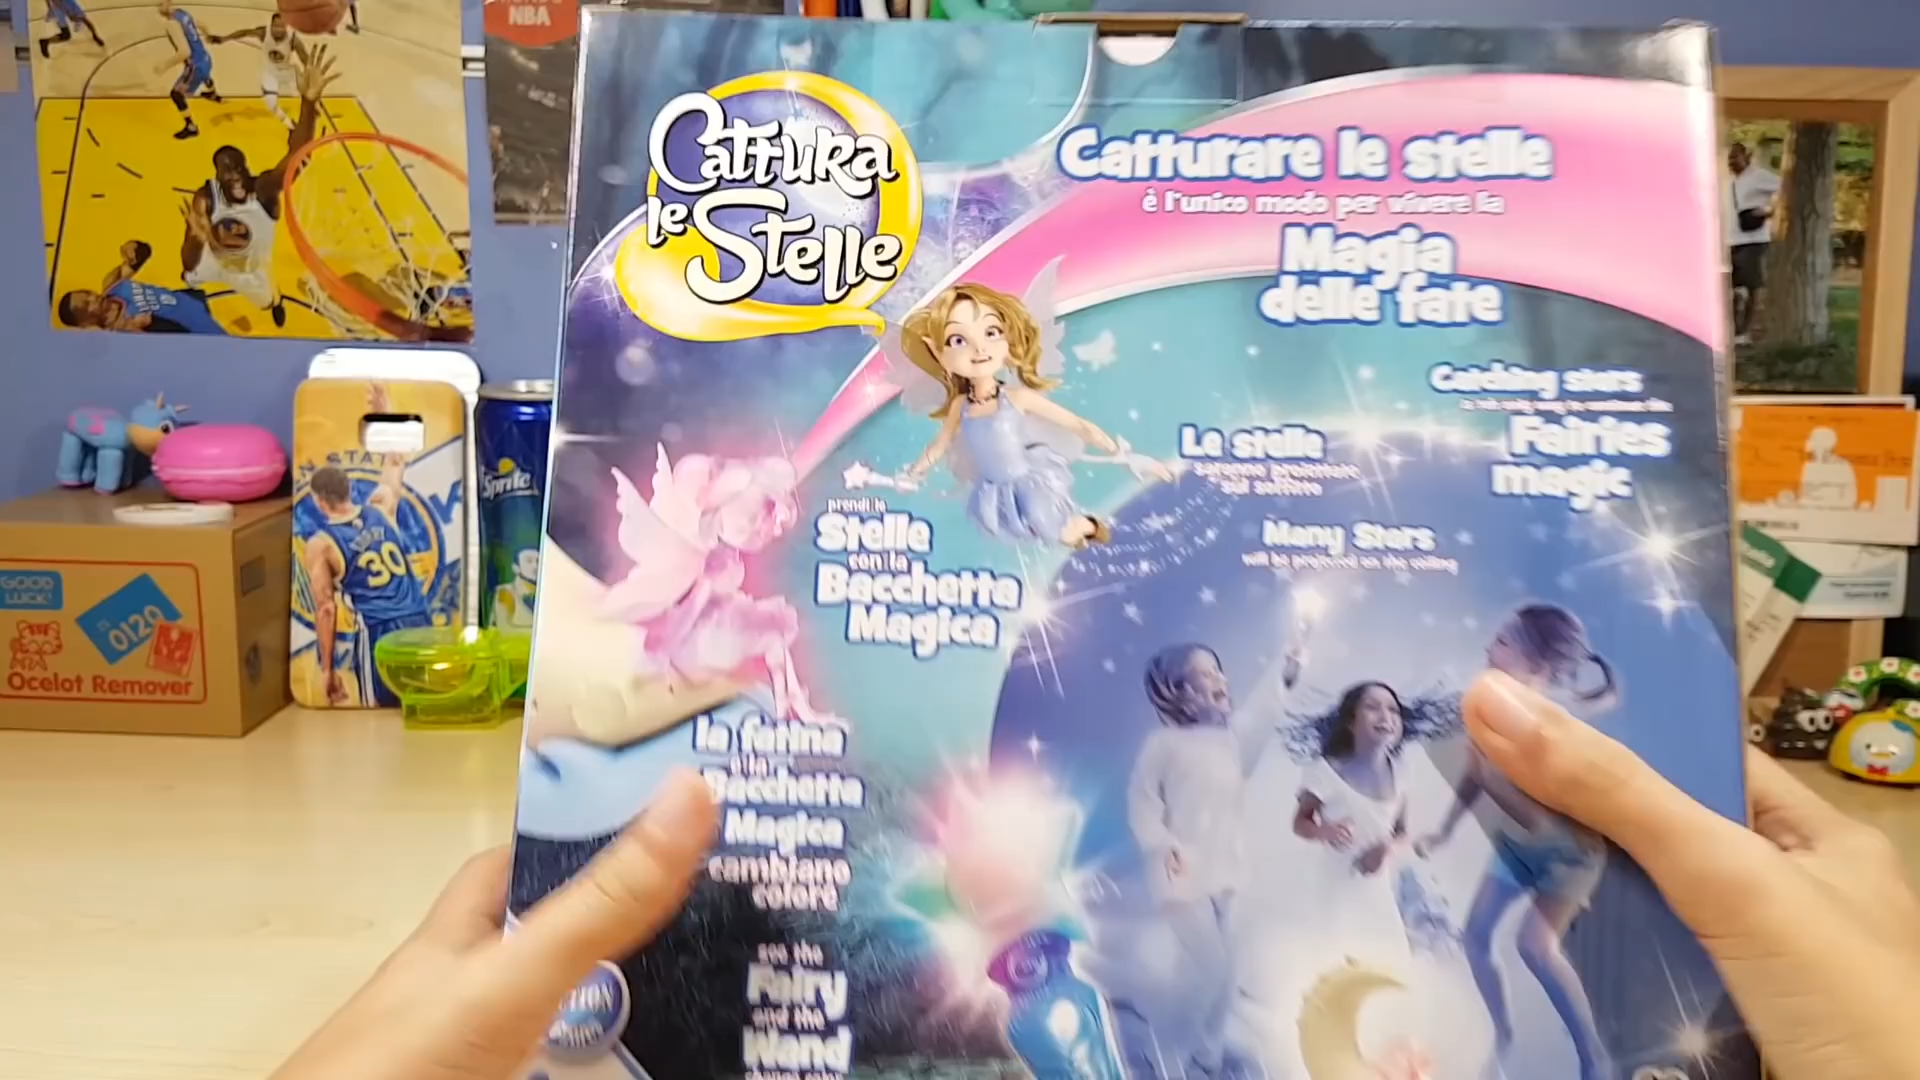 NBA
Cattura
le Stelle
Catturare le stelle
è l'unico modo per vivere la
Magia
delle fate
Catching stars
Fairies
magic
Le stelle
saranno proiettate
sul soffitto
Many Stars
will be projected on the ceiling
prendi le
Stelle
con la
Bacchetta
Magica
la fatina
e la
Bacchetta
Magica
cambiano
colore
see the
Fairy
and the
Wand
Sprite
30
GOOD
LUCK!
0120
Ocelot Remover